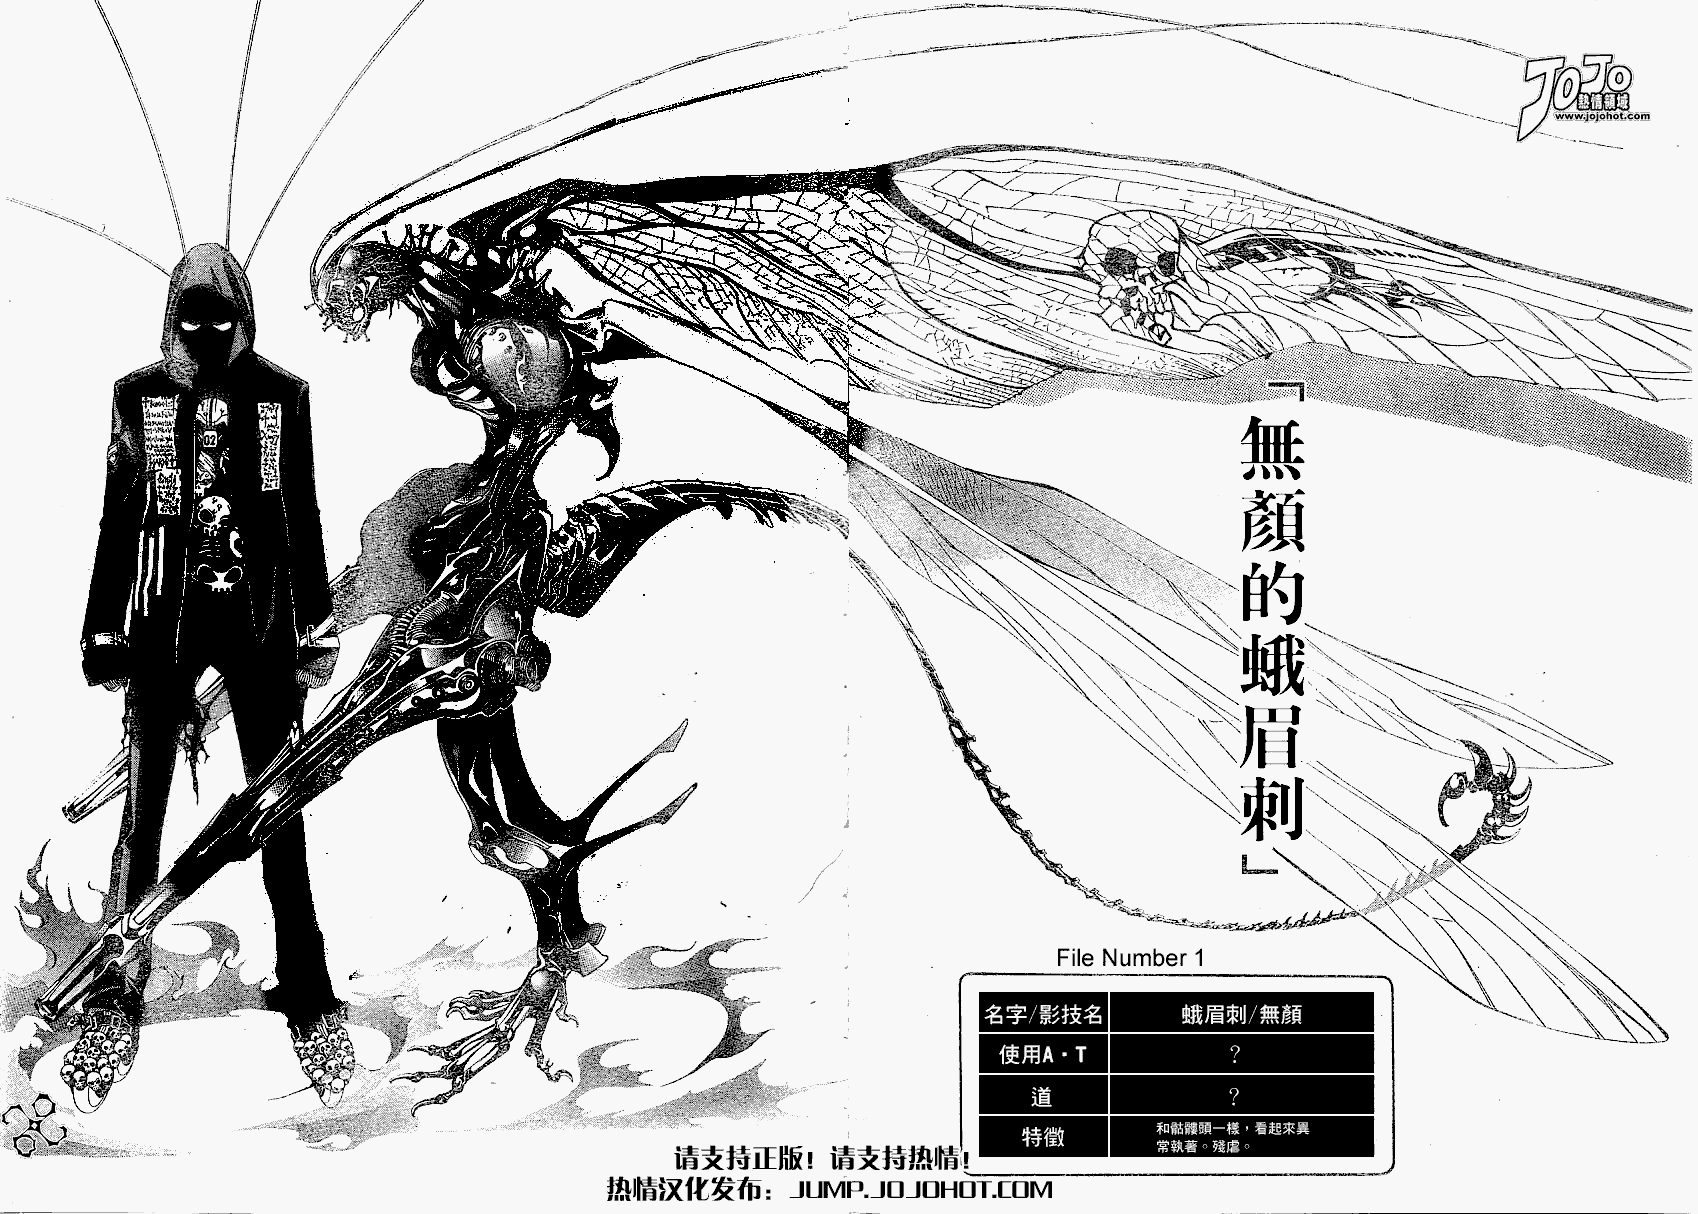 JoJo
熱情領域
www.jojohot.com
「無顏的蛾眉刺」
02
File Number 1
名字/影技名 蛾眉刺/無顏
使用A・T ?
道 ?
特徵 和骷髏頭一樣，看起來異
常執著。殘虐。
请支持正版！请支持热情！
热情汉化发布：JUMP.JOJOHOT.COM